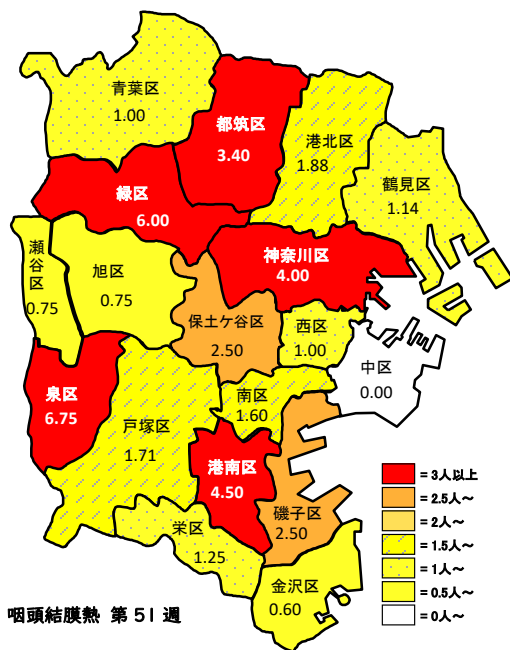 青葉区
1.00
都筑区
3.40
港北区
1.88
鶴見区
1.14
緑区
6.00
神奈川区
4.00
瀬谷区
0.75
旭区
0.75
保土ケ谷区
2.50
西区
1.00
中区
0.00
泉区
6.75
戸塚区
1.71
南区
1.60
港南区
4.50
磯子区
2.50
栄区
1.25
金沢区
0.60
= 3人以上
= 2.5人~
= 2人~
= 1.5人~
= 1人~
= 0.5人~
= 0人~
咽頭結膜熱 第 51 週